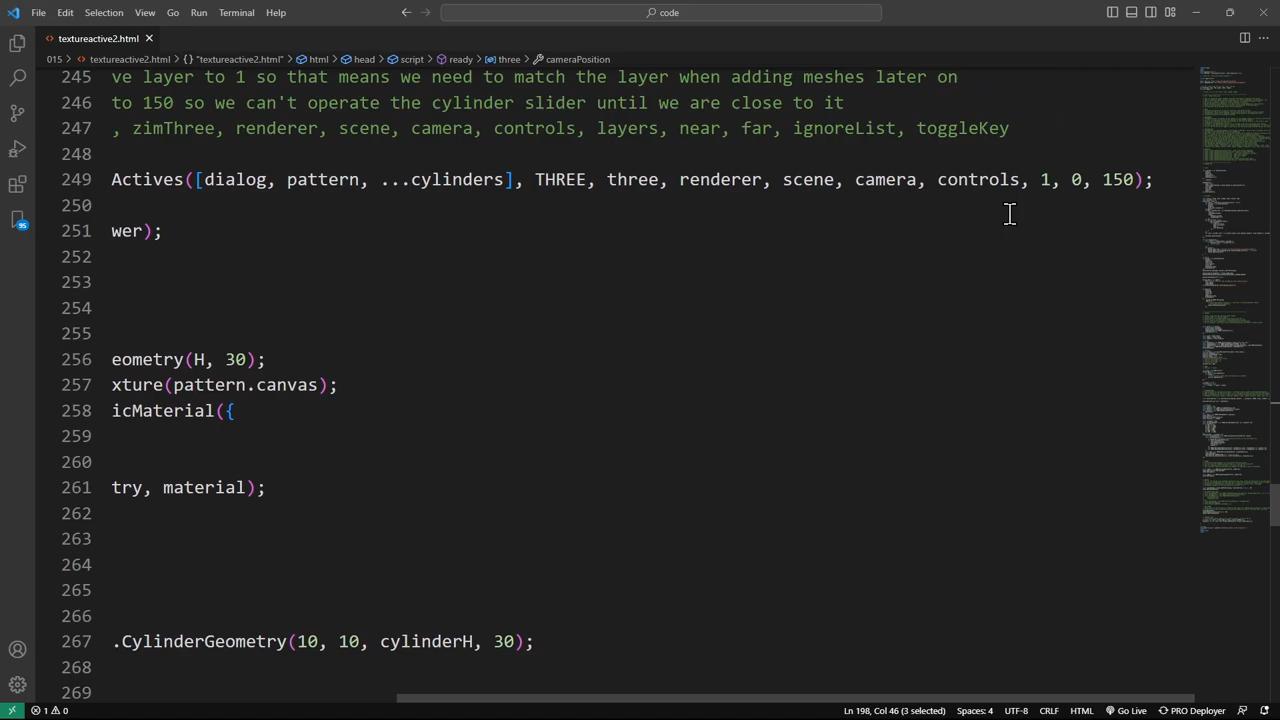 File Edit Selection View Go Run Terminal Help
code
textureactive2.html
015 > textureactive2.html > "textureactive2.html" > html > head > script > ready > three > cameraPosition
245 ve layer to 1 so that means we need to match the layer when adding meshes later on
246 to 150 so we can't operate the cylinder slider until we are close to it
247 , zimThree, renderer, scene, camera, controls, layers, near, far, ignoreList, toggleKey
248
249 Actives([dialog, pattern, ...cylinders], THREE, three, renderer, scene, camera, controls, 1, 0, 150);
250
251 wer);
252
253
254
255
256 eometry(H, 30);
257 xture(pattern.canvas);
258 icMaterial({
259
260
261 try, material);
262
263
264
265
266
267 .CylinderGeometry(10, 10, cylinderH, 30);
268
269
95
1 0 Ln 198, Col 46 (3 selected) Spaces: 4 UTF-8 CRLF HTML Go Live PRO Deployer